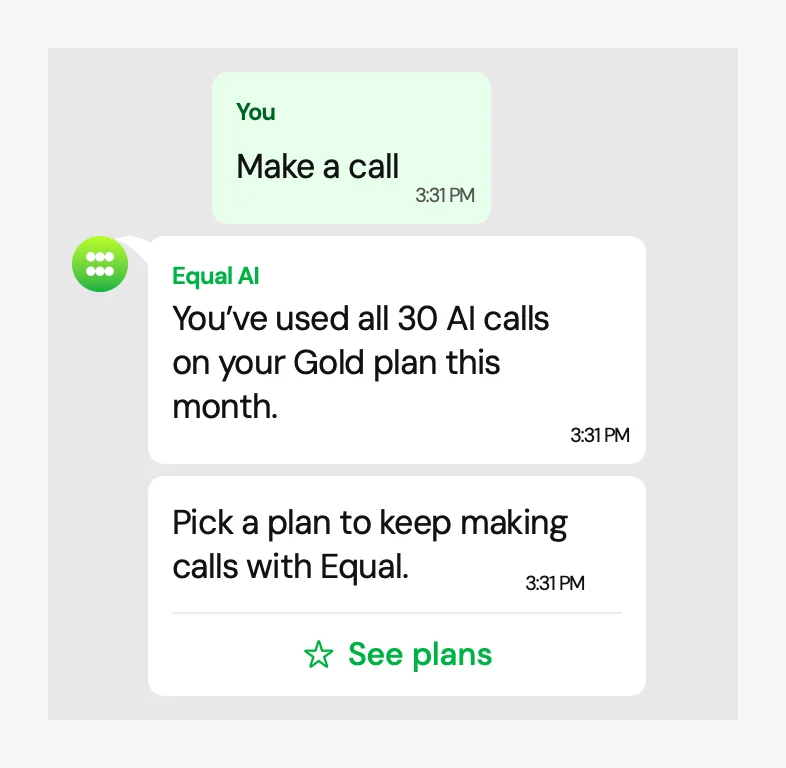 You
Make a call
3:31 PM
Equal AI
You’ve used all 30 AI calls
on your Gold plan this
month.
3:31 PM
Pick a plan to keep making
calls with Equal.
3:31 PM
See plans